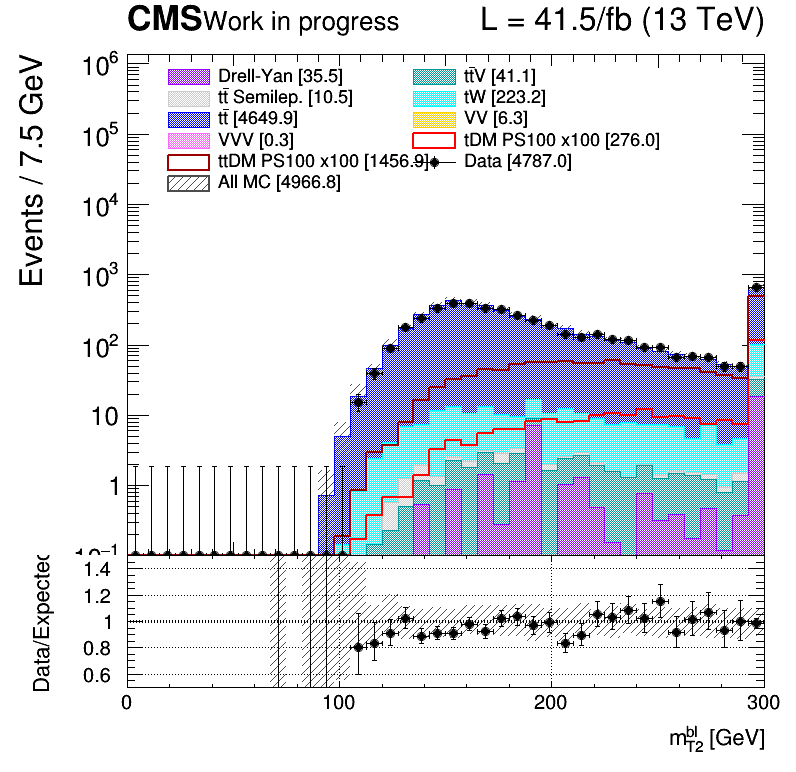 CMS Work in progress L = 41.5/fb (13 TeV)
Events / 7.5 GeV
Drell-Yan [35.5] tt̄V [41.1]
tt̄ Semilep. [10.5] tW [223.2]
tt̄ [4649.9] VV [6.3]
VVV [0.3] tDM PS100 x100 [276.0]
ttDM PS100 x100 [1456.9] Data [4787.0]
All MC [4966.8]
10⁶
10⁵
10⁴
10³
10²
10
1
10⁻¹
Data/Expected
1.4
1.2
1
0.8
0.6
0 100 200 300
m_{T2}^{bl} [GeV]